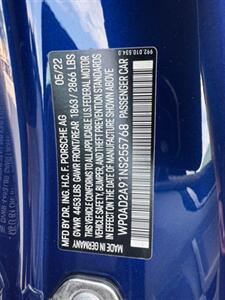 992.010.534.0
MFD BY: DR. ING. H.C. F. PORSCHE AG
05/22
GVWR 4453 LBS GAWR FRONT/REAR 1863/ 2866 LBS
THIS VEHICLE CONFORMS TO ALL APPLICABLE U.S. FEDERAL MOTOR
VEHICLE SAFETY, BUMPER, AND THEFT PREVENTION STANDARDS
IN EFFECT ON THE DATE OF MANUFACTURE SHOWN ABOVE.
WP0AD2A91NS255768 PASSENGER CAR
MADE IN GERMANY